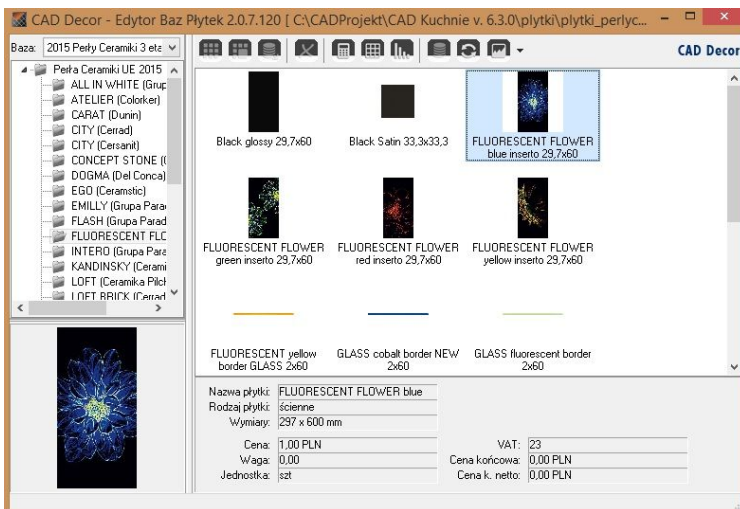 CAD Decor - Edytor Baz Płytek 2.0.7.120 [ C:\CADProjekt\CAD Kuchnie v. 6.3.0\plytki\plytki_perlyc...
Baza: 2015 Perły Ceramiki 3 eta
CAD Decor
Perła Ceramiki UE 2015
ALL IN WHITE (Grup
ATELIER (Colorker)
CARAT (Dunin)
CITY (Cerrad)
CITY (Cersanit)
CONCEPT STONE (
DOGMA (Del Conca)
EGO (Ceramstic)
EMILLY (Grupa Para
FLASH (Grupa Parad
FLUORESCENT FLC
INTERO (Grupa Para
KANDINSKY (Cerami
LOFT (Ceramika Pilch
LOFT BRICK (Cerrad
Black glossy 29,7x60
Black Satin 33,3x33,3
FLUORESCENT FLOWER
blue inserto 29,7x60
FLUORESCENT FLOWER
green inserto 29,7x60
FLUORESCENT FLOWER
red inserto 29,7x60
FLUORESCENT FLOWER
yellow inserto 29,7x60
FLUORESCENT yellow
border GLASS 2x60
GLASS cobalt border NEW
2x60
GLASS fluorescent border
2x60
Nazwa płytki: FLUORESCENT FLOWER blue
Rodzaj płytki: ścienne
Wymiary: 297 x 600 mm
Cena: 1,00 PLN
VAT: 23
Waga: 0,00
Cena końcowa: 0,00 PLN
Jednostka: szt
Cena k. netto: 0,00 PLN